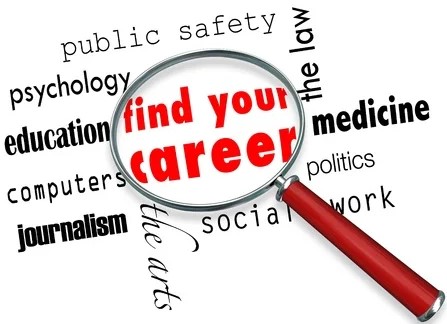 public safety
the law
psychology
find your
career
education
medicine
computers
politics
journalism
the arts
social work